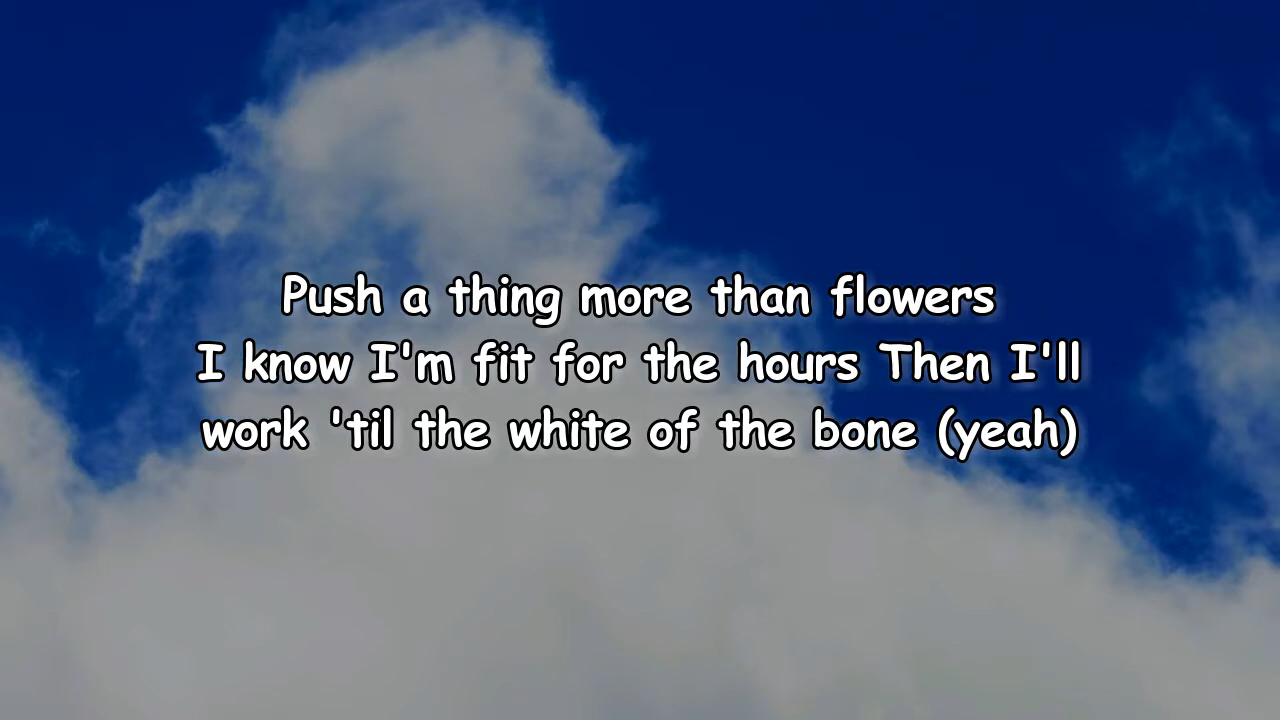 Push a thing more than flowers
I know I'm fit for the hours Then I'll
work 'til the white of the bone (yeah)